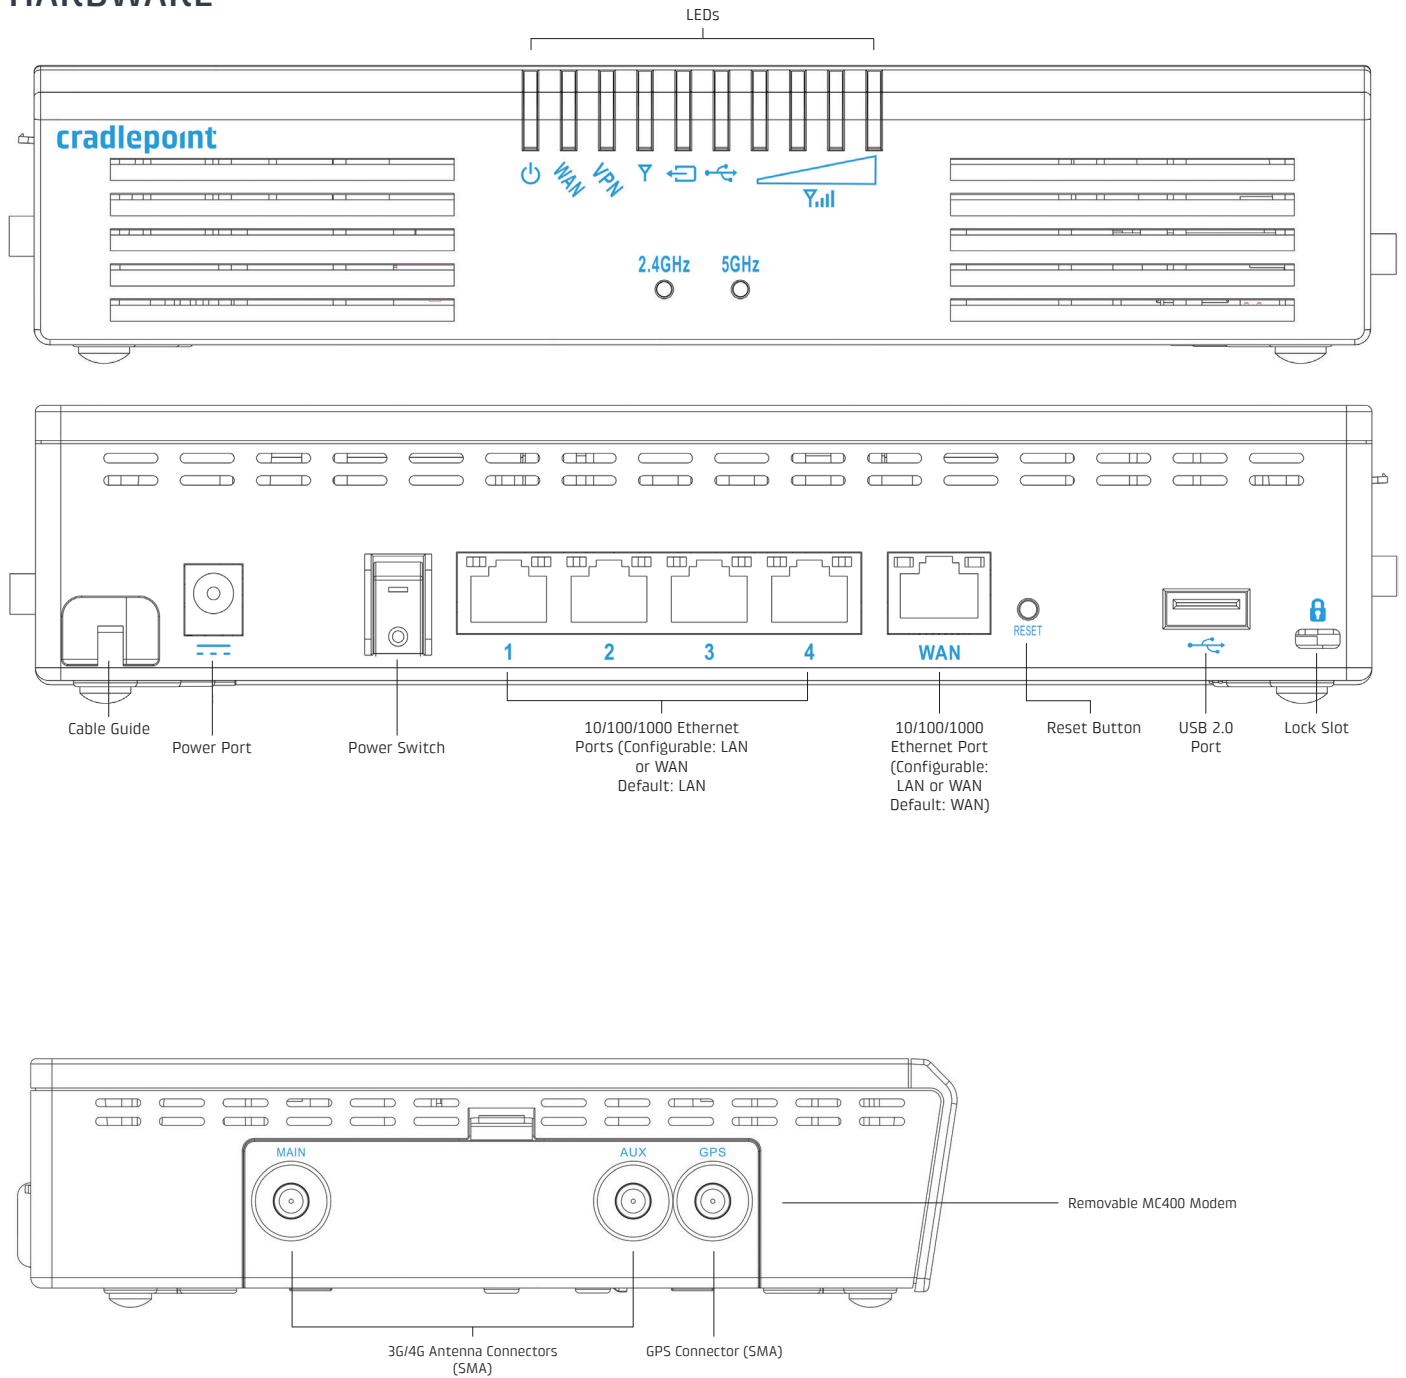 HARDWARE
LEDs
cradlepoint
WAN
VPN
2.4GHz
5GHz
RESET
1
2
3
4
WAN
Cable Guide
Power Port
Power Switch
10/100/1000 Ethernet
Ports (Configurable: LAN
or WAN
Default: LAN
10/100/1000
Ethernet Port
(Configurable:
LAN or WAN
Default: WAN)
Reset Button
USB 2.0
Port
Lock Slot
MAIN
AUX
GPS
Removable MC400 Modem
3G/4G Antenna Connectors
(SMA)
GPS Connector (SMA)